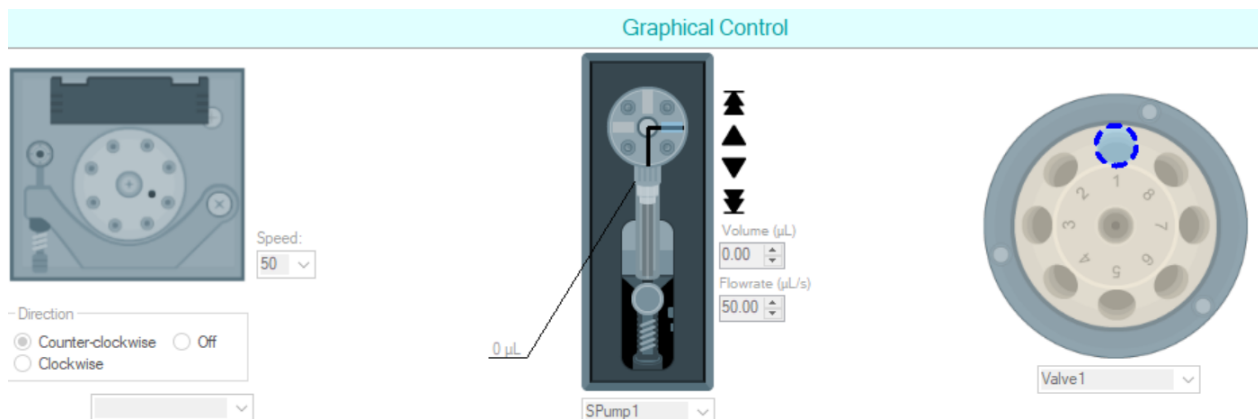 Graphical Control
Speed:
50
Direction
Counter-clockwise
Off
Clockwise
0 µL
Volume (µL)
0.00
Flowrate (µL/s)
50.00
SPump1
1
2
3
4
5
6
7
8
Valve1